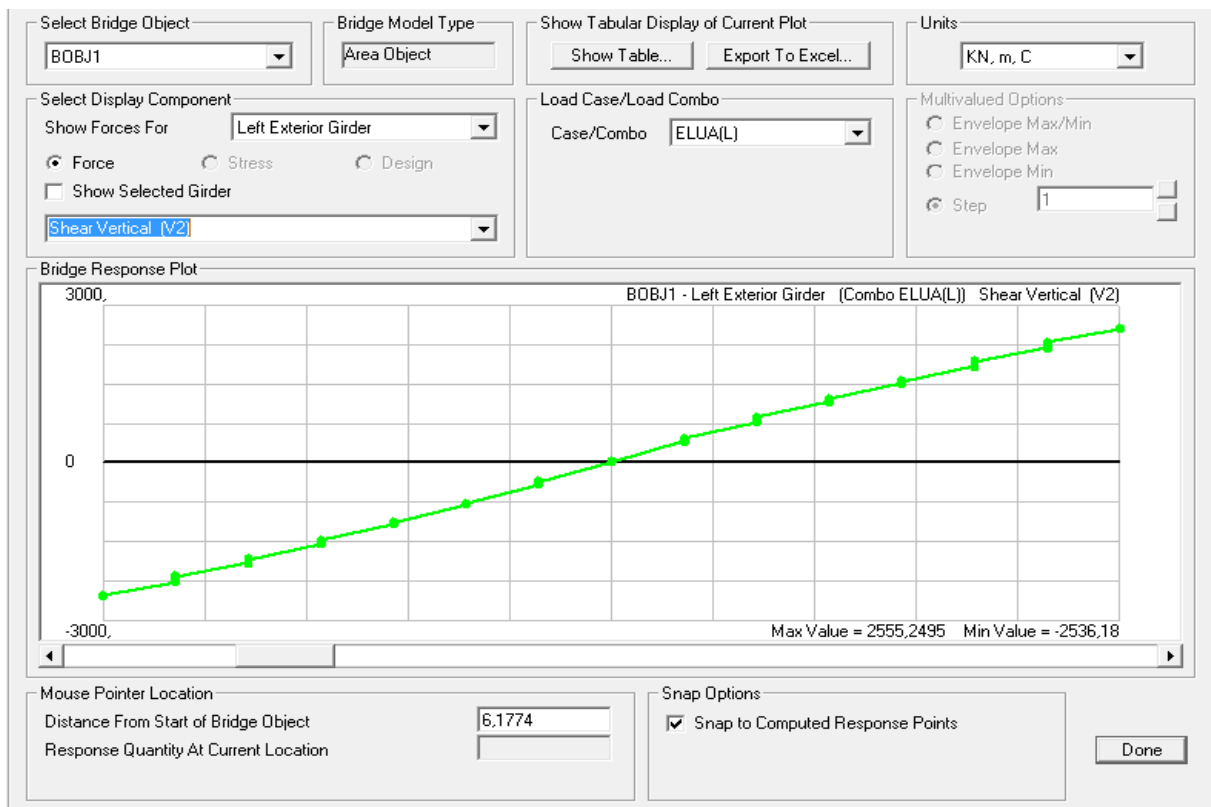 Select Bridge Object
BOBJ1
Bridge Model Type
Area Object
Show Tabular Display of Current Plot
Show Table...
Export To Excel...
Units
KN, m, C
Select Display Component
Show Forces For
Left Exterior Girder
Force
Stress
Design
Show Selected Girder
Shear Vertical (V2)
Load Case/Load Combo
Case/Combo
ELUA(L)
Multivalued Options
Envelope Max/Min
Envelope Max
Envelope Min
Step
1
Bridge Response Plot
3000,
BOBJ1 - Left Exterior Girder (Combo ELUA(L)) Shear Vertical (V2)
0
-3000,
Max Value = 2555,2495 Min Value = -2536,18
Mouse Pointer Location
Distance From Start of Bridge Object
6,1774
Response Quantity At Current Location
Snap Options
Snap to Computed Response Points
Done